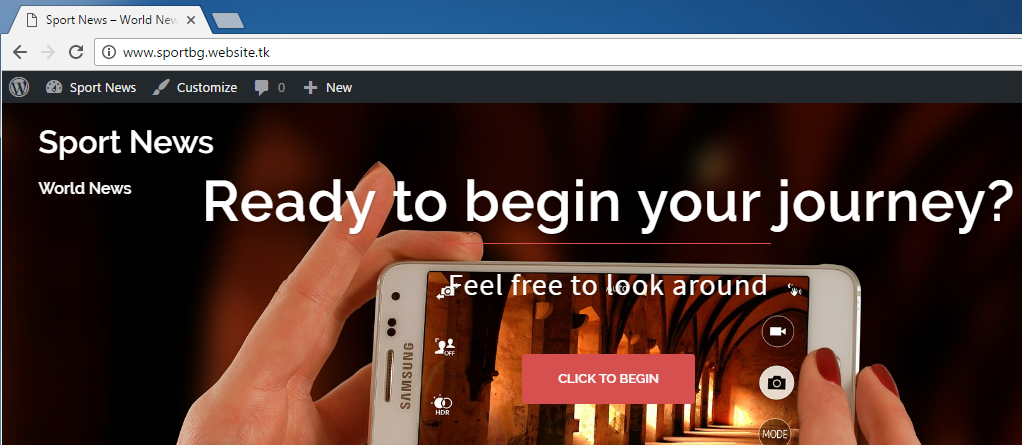 Sport News – World New
www.sportbg.website.tk
Sport News Customize 0 New
Sport News
World News
Ready to begin your journey?
Feel free to look around
AUTO
OFF
SAMSUNG
CLICK TO BEGIN
HDR
MODE